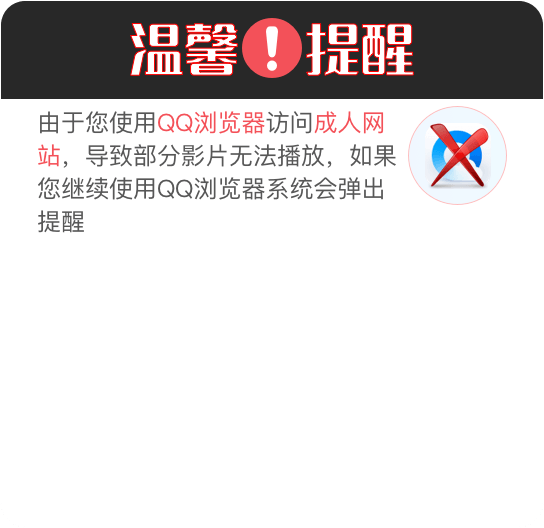 温馨!提醒
由于您使用QQ浏览器访问成人网
站，导致部分影片无法播放，如果
您继续使用QQ浏览器系统会弹出
提醒